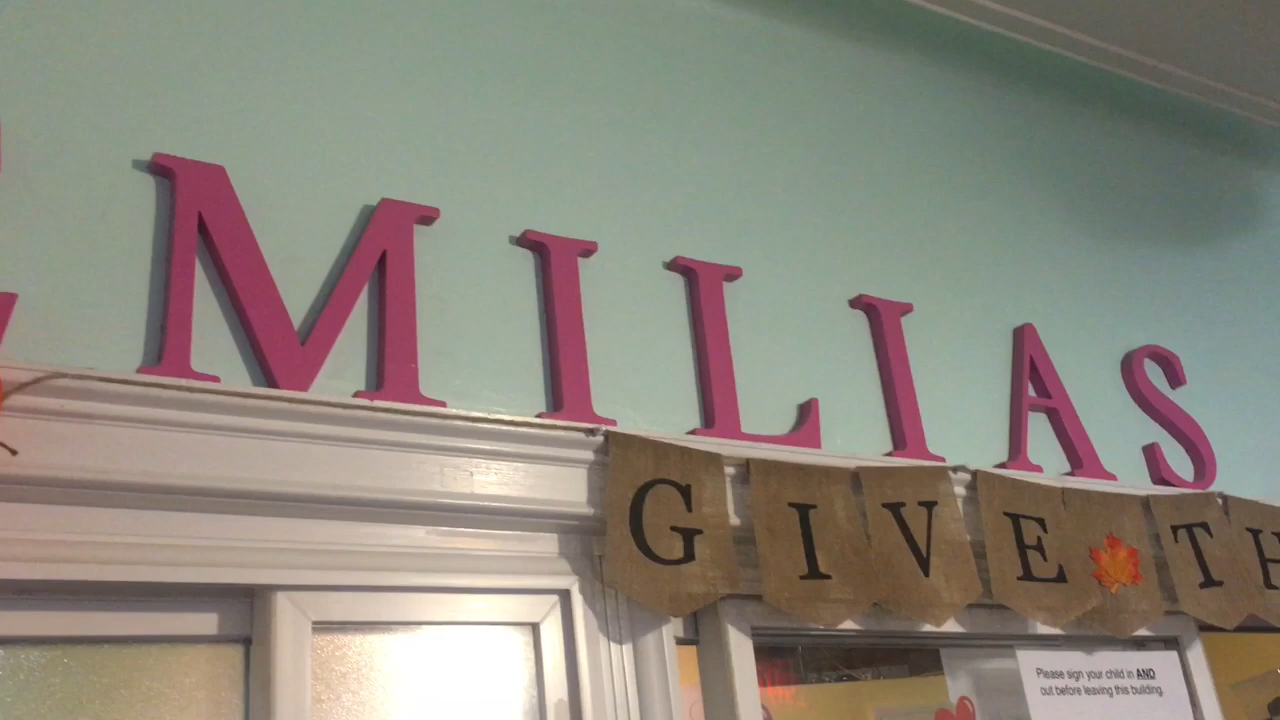 MILIAS
GIVE TH
Please sign your child in AND
out before leaving this building.